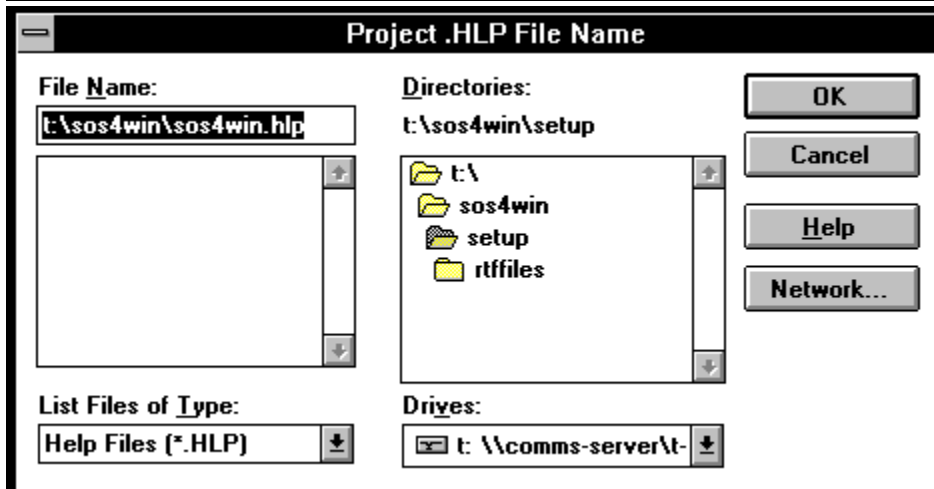 Project .HLP File Name
File Name:
t:\sos4win\sos4win.hlp
Directories:
t:\sos4win\setup
t:\
sos4win
setup
rtffiles
OK
Cancel
Help
Network...
List Files of Type:
Help Files (*.HLP)
Drives:
t: \\comms-server\t-